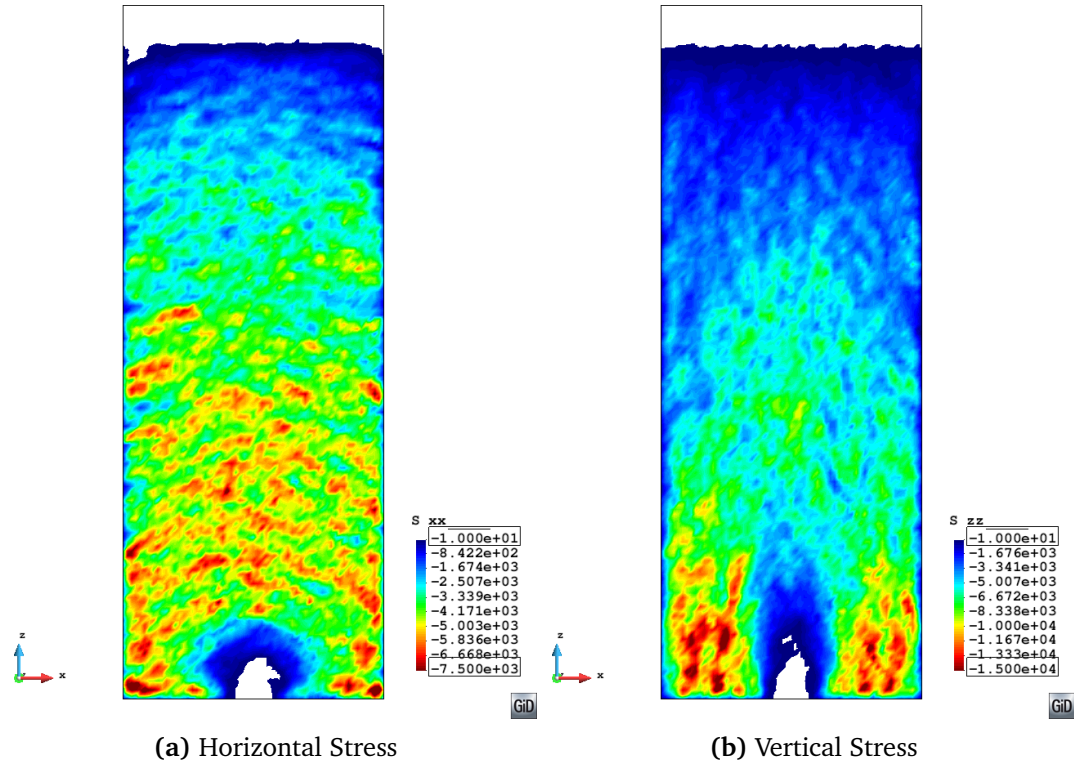 S xx
-1.000e+01
-8.422e+02
-1.674e+03
-2.507e+03
-3.339e+03
-4.171e+03
-5.003e+03
-5.836e+03
-6.668e+03
-7.500e+03
z
x
GiD
(a) Horizontal Stress
S zz
-1.000e+01
-1.676e+03
-3.341e+03
-5.007e+03
-6.672e+03
-8.338e+03
-1.000e+04
-1.167e+04
-1.333e+04
-1.500e+04
z
x
GiD
(b) Vertical Stress